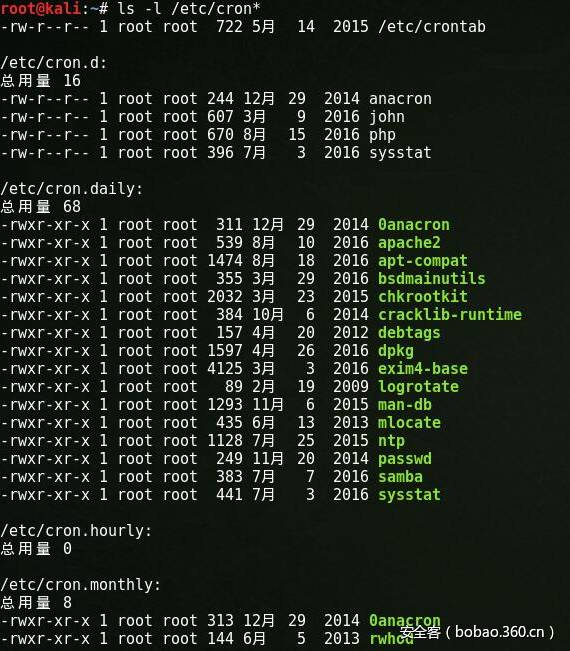 root@kali:~# ls -l /etc/cron*
-rw-r--r-- 1 root root  722 5月   14  2015 /etc/crontab
/etc/cron.d:
总用量 16
-rw-r--r-- 1 root root 244 12月 29  2014 anacron
-rw-r--r-- 1 root root 607 3月   9  2016 john
-rw-r--r-- 1 root root 670 8月  15  2016 php
-rw-r--r-- 1 root root 396 7月   3  2016 sysstat
/etc/cron.daily:
总用量 68
-rwxr-xr-x 1 root root  311 12月 29  2014 0anacron
-rwxr-xr-x 1 root root  539 8月  10  2016 apache2
-rwxr-xr-x 1 root root 1474 8月  18  2016 apt-compat
-rwxr-xr-x 1 root root  355 3月  29  2016 bsdmainutils
-rwxr-xr-x 1 root root 2032 3月  23  2015 chkrootkit
-rwxr-xr-x 1 root root  384 10月  6  2014 cracklib-runtime
-rwxr-xr-x 1 root root  157 4月  20  2012 debtags
-rwxr-xr-x 1 root root 1597 4月  26  2016 dpkg
-rwxr-xr-x 1 root root 4125 3月   3  2016 exim4-base
-rwxr-xr-x 1 root root   89 2月  19  2009 logrotate
-rwxr-xr-x 1 root root 1293 11月  6  2015 man-db
-rwxr-xr-x 1 root root  435 6月  13  2013 mlocate
-rwxr-xr-x 1 root root 1128 7月  25  2015 ntp
-rwxr-xr-x 1 root root  249 11月 20  2014 passwd
-rwxr-xr-x 1 root root  383 7月   7  2016 samba
-rwxr-xr-x 1 root root  441 7月   3  2016 sysstat
/etc/cron.hourly:
总用量 0
/etc/cron.monthly:
总用量 8
-rwxr-xr-x 1 root root 313 12月 29  2014 0anacron
-rwxr-xr-x 1 root root 144 6月   5  2013 rwhod
安全客（bobao.360.cn）